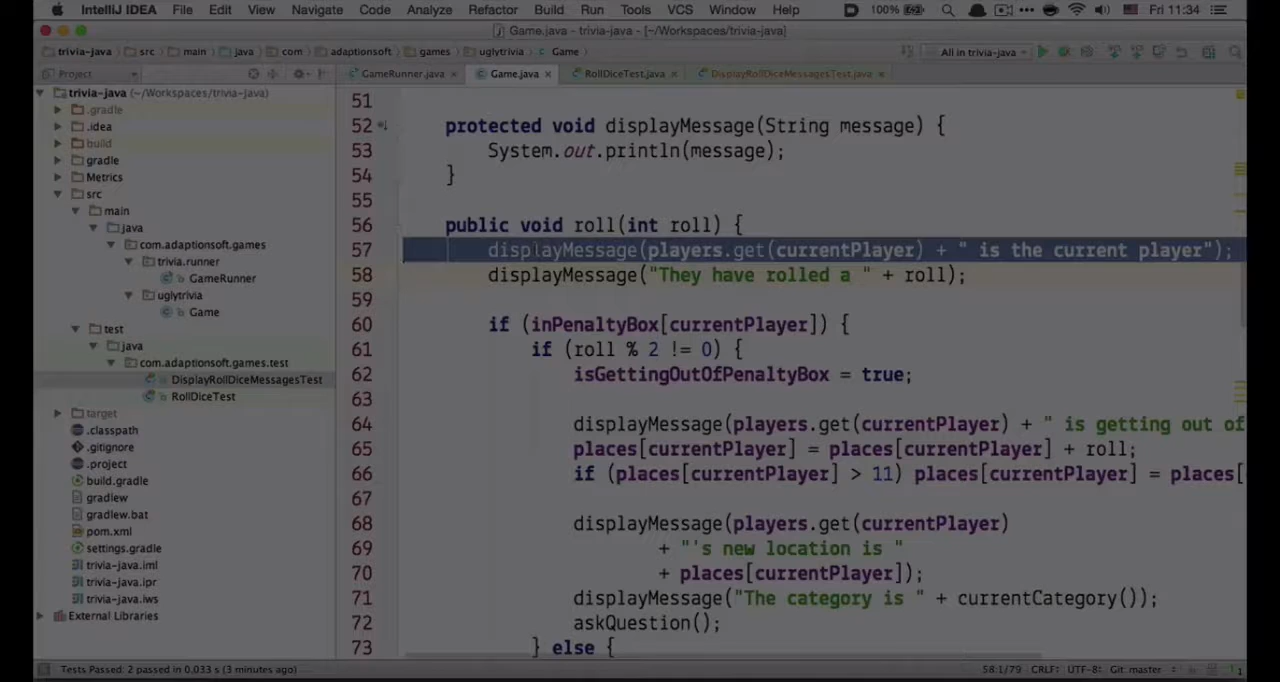 IntelliJ IDEA File Edit View Navigate Code Analyze Refactor Build Run Tools VCS Window Help 100% Fri 11:34
Game.java - trivia-java - [~/Workspaces/trivia-java]
trivia-java src main java com adaptionsoft games uglytrivia Game All in trivia-java
Project GameRunner.java Game.java RollDiceTest.java DisplayRollDiceMessagesTest.java
trivia-java (~/Workspaces/trivia-java)
.gradle
.idea
build
gradle
Metrics
src
main
java
com.adaptionsoft.games
trivia.runner
GameRunner
uglytrivia
Game
test
java
com.adaptionsoft.games.test
DisplayRollDiceMessagesTest
RollDiceTest
target
.classpath
.gitignore
.project
build.gradle
gradlew
gradlew.bat
pom.xml
settings.gradle
trivia-java.iml
trivia-java.ipr
trivia-java.iws
External Libraries
51
52 protected void displayMessage(String message) {
53 System.out.println(message);
54 }
55
56 public void roll(int roll) {
57 displayMessage(players.get(currentPlayer) + " is the current player");
58 displayMessage("They have rolled a " + roll);
59
60 if (inPenaltyBox[currentPlayer]) {
61 if (roll % 2 != 0) {
62 isGettingOutOfPenaltyBox = true;
63
64 displayMessage(players.get(currentPlayer) + " is getting out of
65 places[currentPlayer] = places[currentPlayer] + roll;
66 if (places[currentPlayer] > 11) places[currentPlayer] = places[
67
68 displayMessage(players.get(currentPlayer)
69 + "'s new location is "
70 + places[currentPlayer]);
71 displayMessage("The category is " + currentCategory());
72 askQuestion();
73 } else {
Tests Passed: 2 passed in 0.033 s (3 minutes ago) 58:1/79 CRLF: UTF-8: Git: master